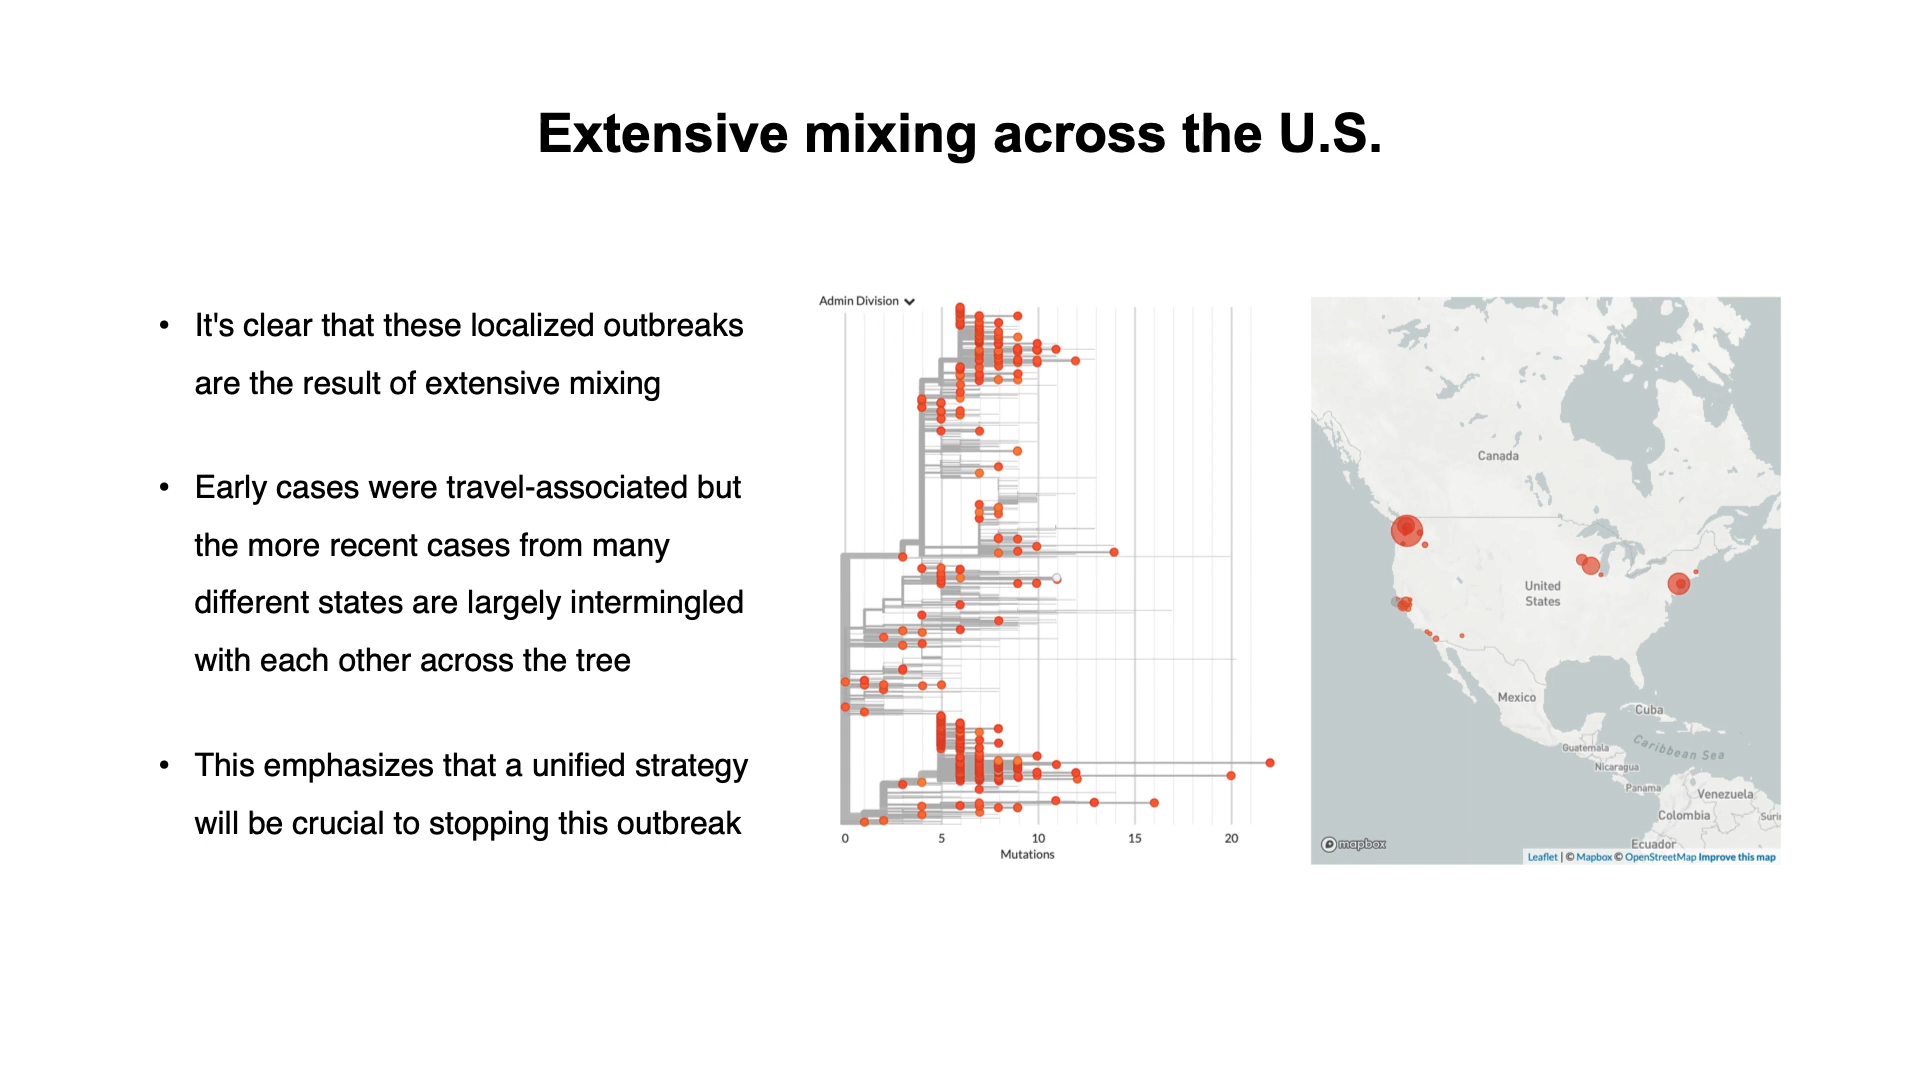 Extensive mixing across the U.S.
• It's clear that these localized outbreaks
are the result of extensive mixing
• Early cases were travel-associated but
the more recent cases from many
different states are largely intermingled
with each other across the tree
• This emphasizes that a unified strategy
will be crucial to stopping this outbreak
Admin Division
0 5 10 15 20
Mutations
Canada
United
States
Mexico
Cuba
Caribbean Sea
Guatemala
Nicaragua
Panama
Venezuela
Colombia
Suri
Ecuador
mapbox
Leaflet | © Mapbox © OpenStreetMap Improve this map